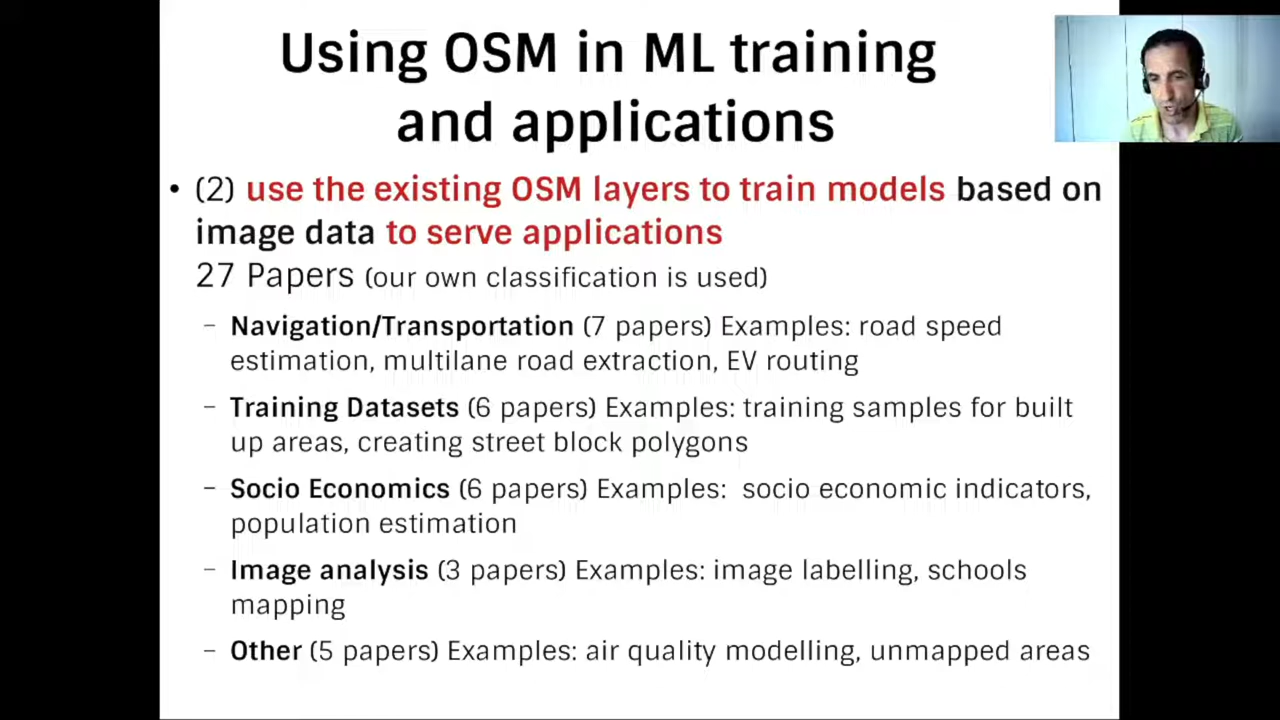 Using OSM in ML training
and applications
• (2) use the existing OSM layers to train models based on
image data to serve applications
27 Papers (our own classification is used)
– Navigation/Transportation (7 papers) Examples: road speed
estimation, multilane road extraction, EV routing
– Training Datasets (6 papers) Examples: training samples for built
up areas, creating street block polygons
– Socio Economics (6 papers) Examples:  socio economic indicators,
population estimation
– Image analysis (3 papers) Examples: image labelling, schools
mapping
– Other (5 papers) Examples: air quality modelling, unmapped areas